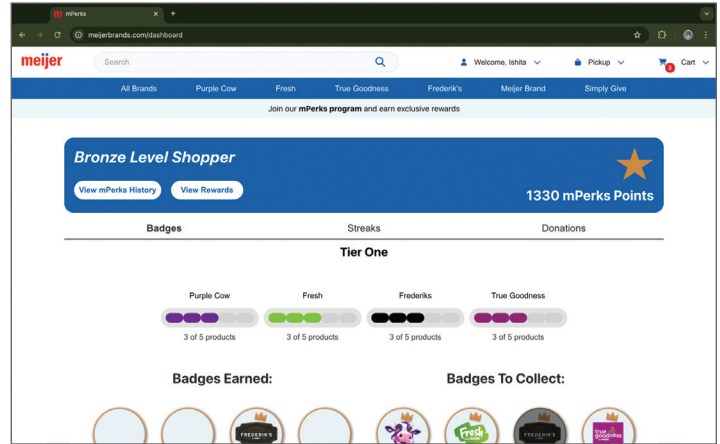 mPerks
meijerbrands.com/dashboard
meijer
Search
Welcome, Ishita
Pickup
3
Cart
All Brands
Purple Cow
Fresh
True Goodness
Frederik's
Meijer Brand
Simply Give
Join our mPerks program and earn exclusive rewards
Bronze Level Shopper
View mPerks History
View Rewards
1330 mPerks Points
Badges
Streaks
Donations
Tier One
Purple Cow
Fresh
Frederiks
True Goodness
3 of 5 products
3 of 5 products
3 of 5 products
3 of 5 products
Badges Earned:
Badges To Collect:
FREDERIK'S
Fresh
FREDERIK'S
true goodness